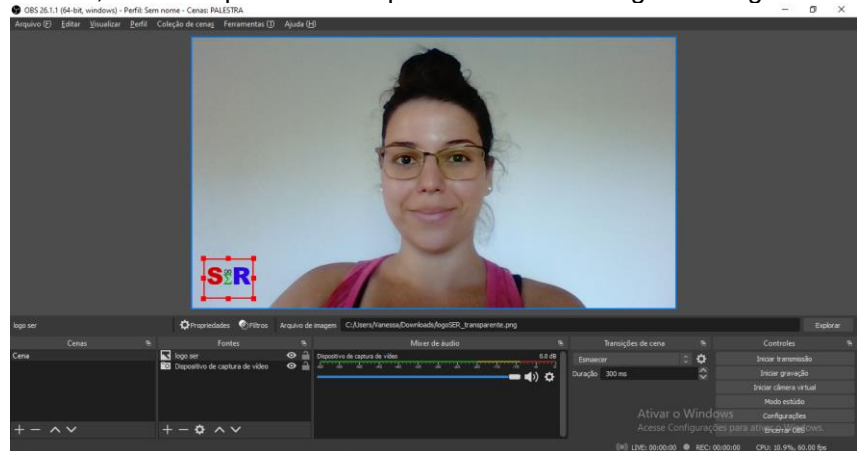 OBS 26.1.1 (64-bit, windows) - Perfil: Sem nome - Cenas: PALESTRA
Arquivo (F) Editar Visualizar Perfil Coleção de cenas Ferramentas (T) Ajuda (H)
SER
logo ser Propriedades Filtros Arquivo de imagem C:/Users/Vanessa/Downloads/logoSER_transparente.png Explorar
Cenas Fontes Mixer de áudio Transições de cena Controles
Cena logo ser Dispositivo de captura de vídeo 0.0 dB Esmaecer Iniciar transmissão
Dispositivo de captura de vídeo Duração 300 ms Iniciar gravação
Iniciar câmera virtual
Modo estúdio
Ativar o Windows Configurações
Acesse Configurações para ativar o Windows. Encerrar OBS
LIVE: 00:00:00 REC: 00:00:00 CPU: 10.9%, 60.00 fps